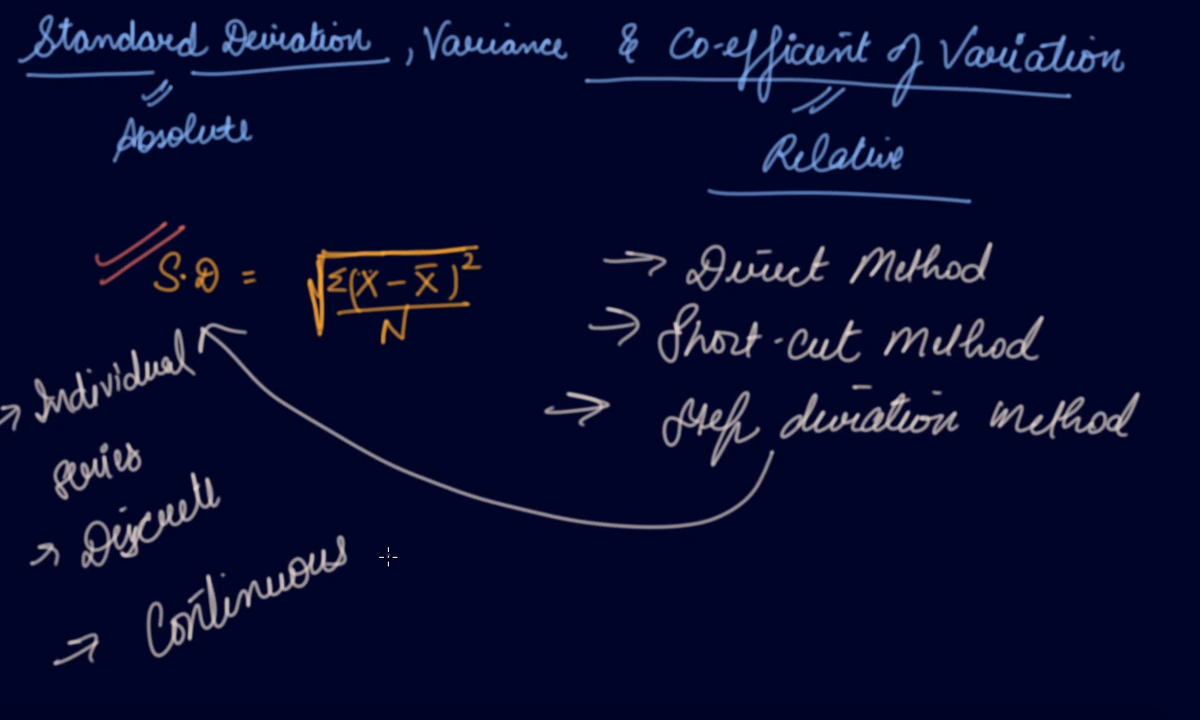 Standard Deviation, Variance & Co-efficient of Variation
Absolute
Relative
S.D = √Σ(X - X̄)²/N
→ Direct Method
→ Short-cut Method
→ Step deviation Method
→ Individual
series
→ Discrete
→ Continuous